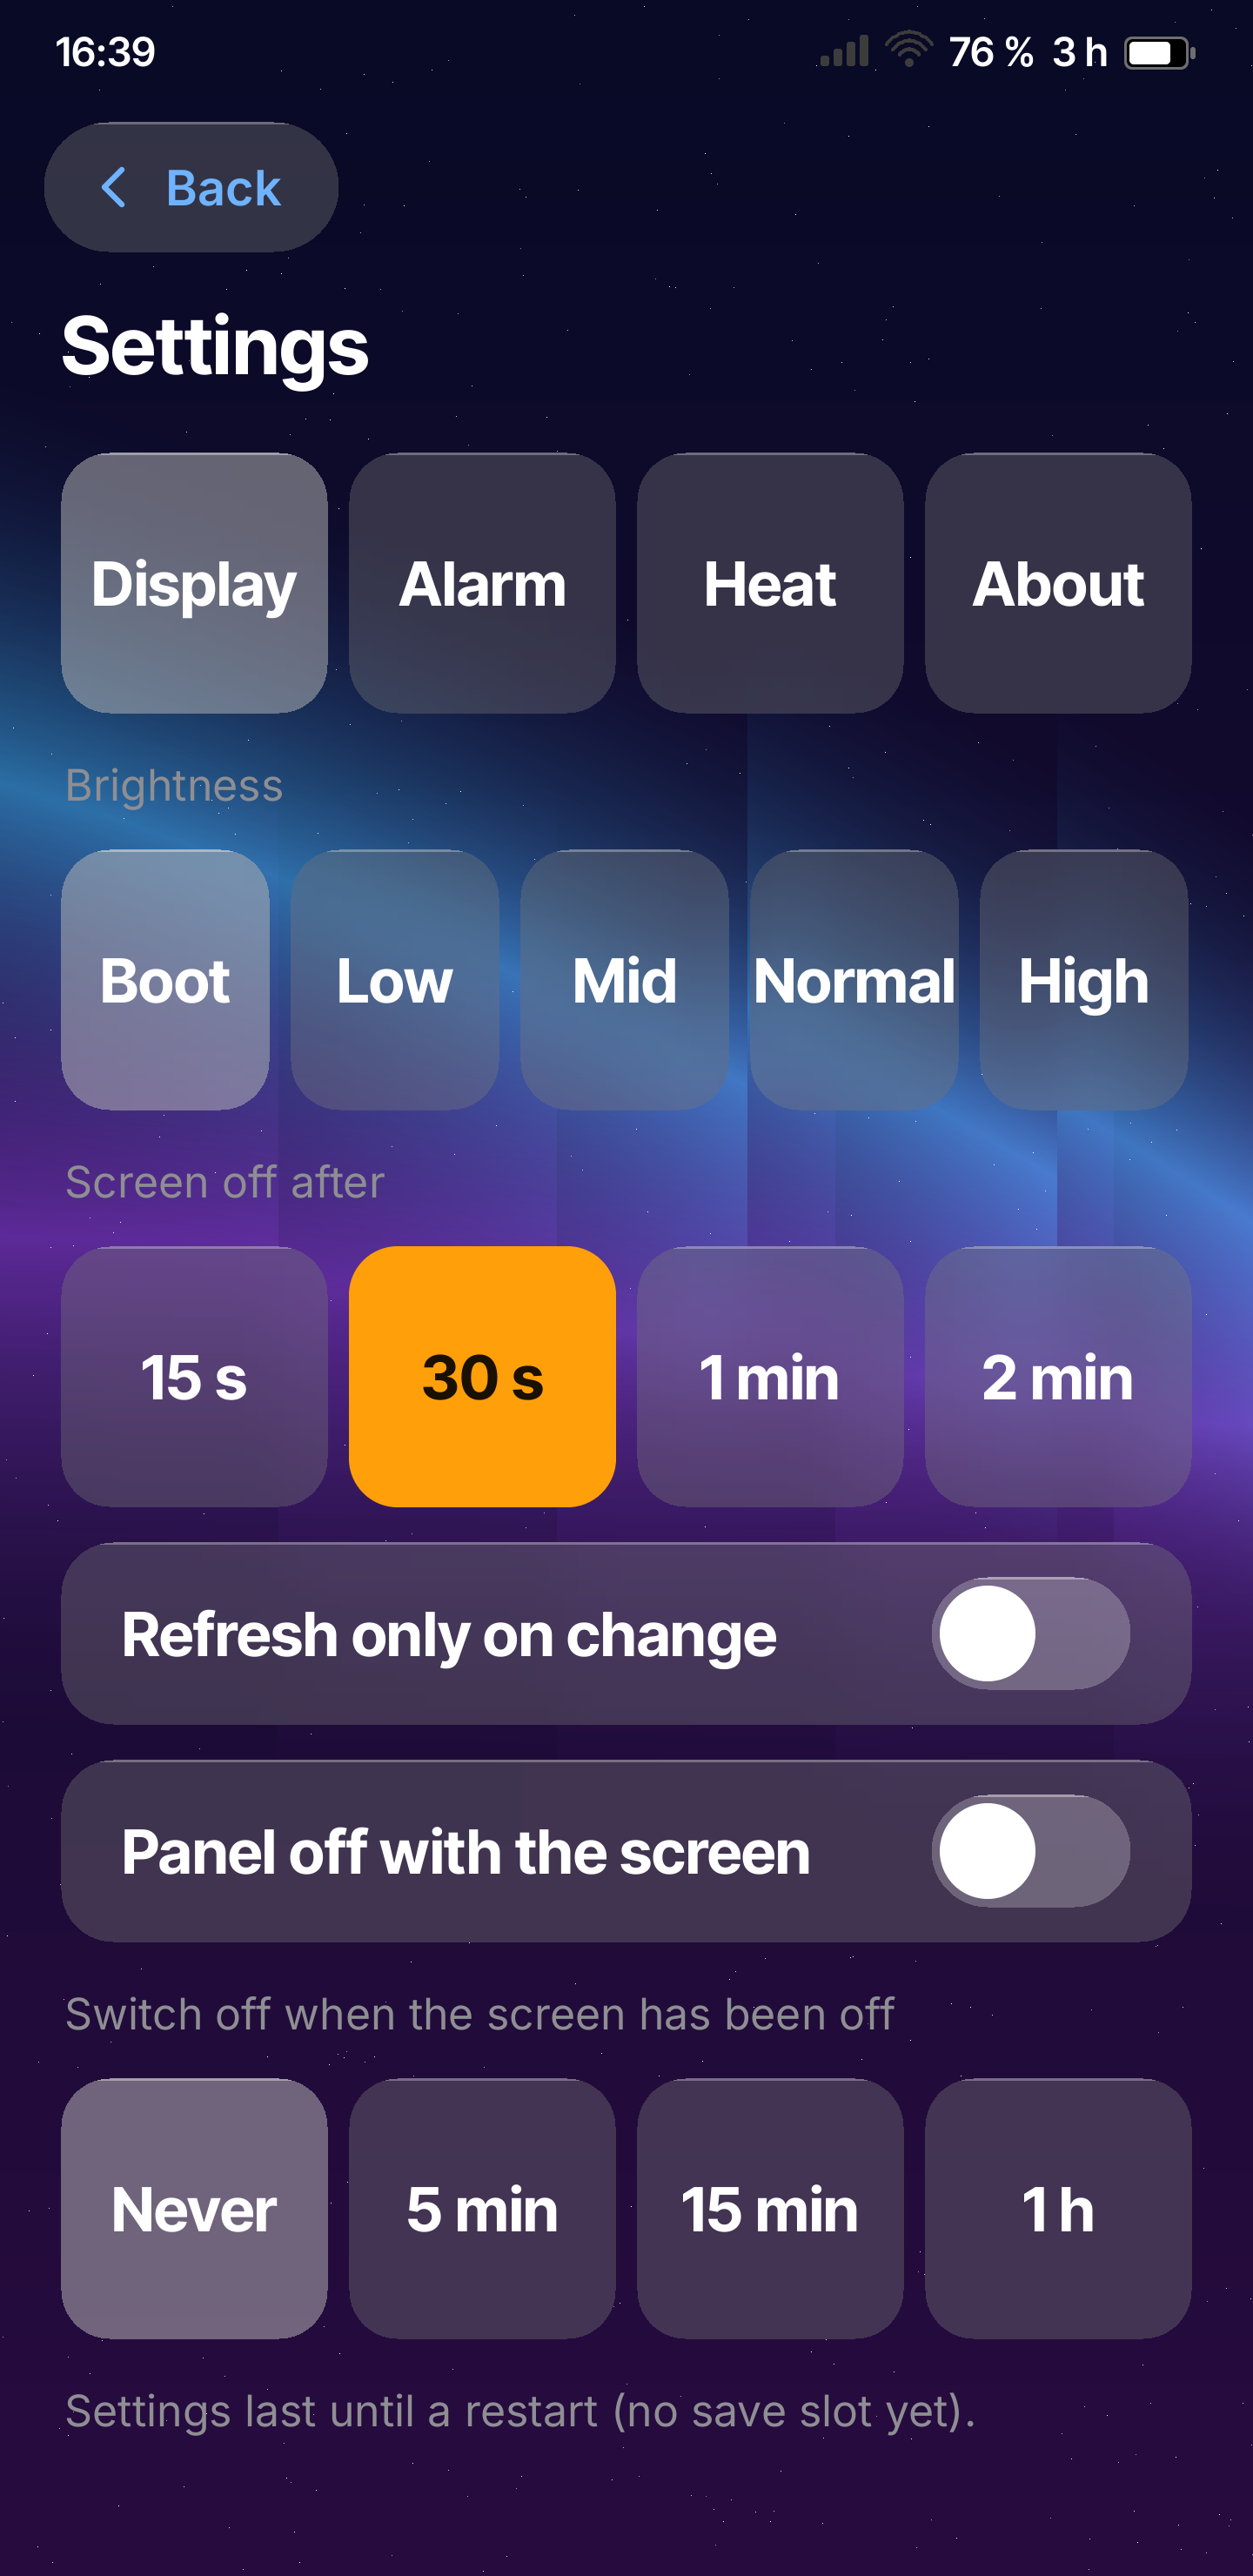 16:39 76 % 3 h
Back
Settings
Display Alarm Heat About
Brightness
Boot Low Mid Normal High
Screen off after
15 s 30 s 1 min 2 min
Refresh only on change
Panel off with the screen
Switch off when the screen has been off
Never 5 min 15 min 1 h
Settings last until a restart (no save slot yet).